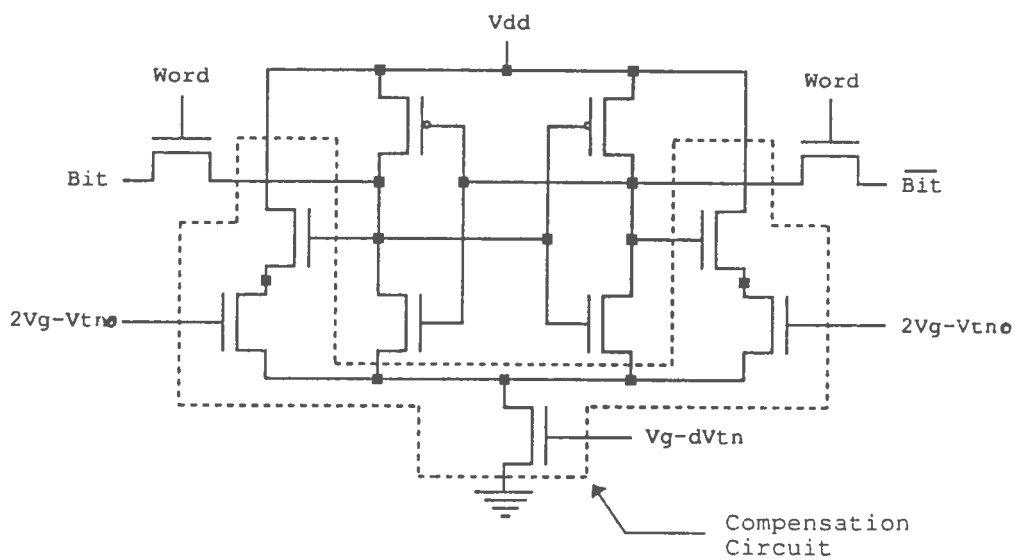 Vdd
Word
Word
Bit
Bit
2Vg-Vtno
2Vg-Vtno
Vg-dVtn
Compensation
Circuit